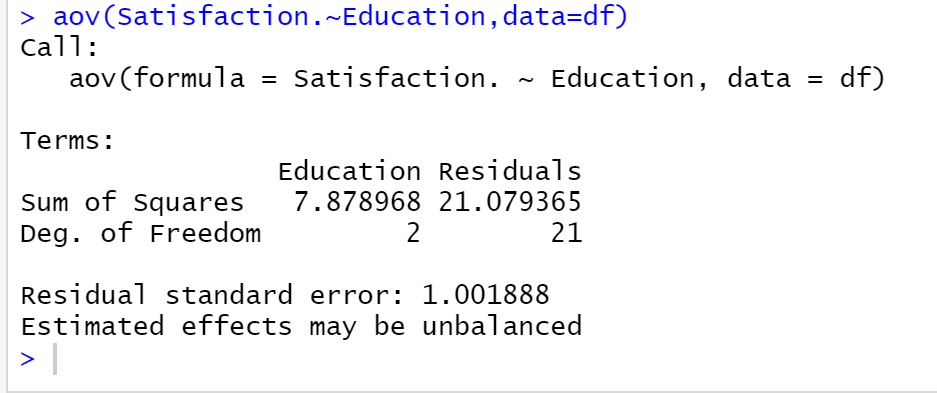 > aov(Satisfaction.~Education,data=df)
Call:
   aov(formula = Satisfaction. ~ Education, data = df)

Terms:
                Education Residuals
Sum of Squares   7.878968 21.079365
Deg. of Freedom         2        21

Residual standard error: 1.001888
Estimated effects may be unbalanced
>